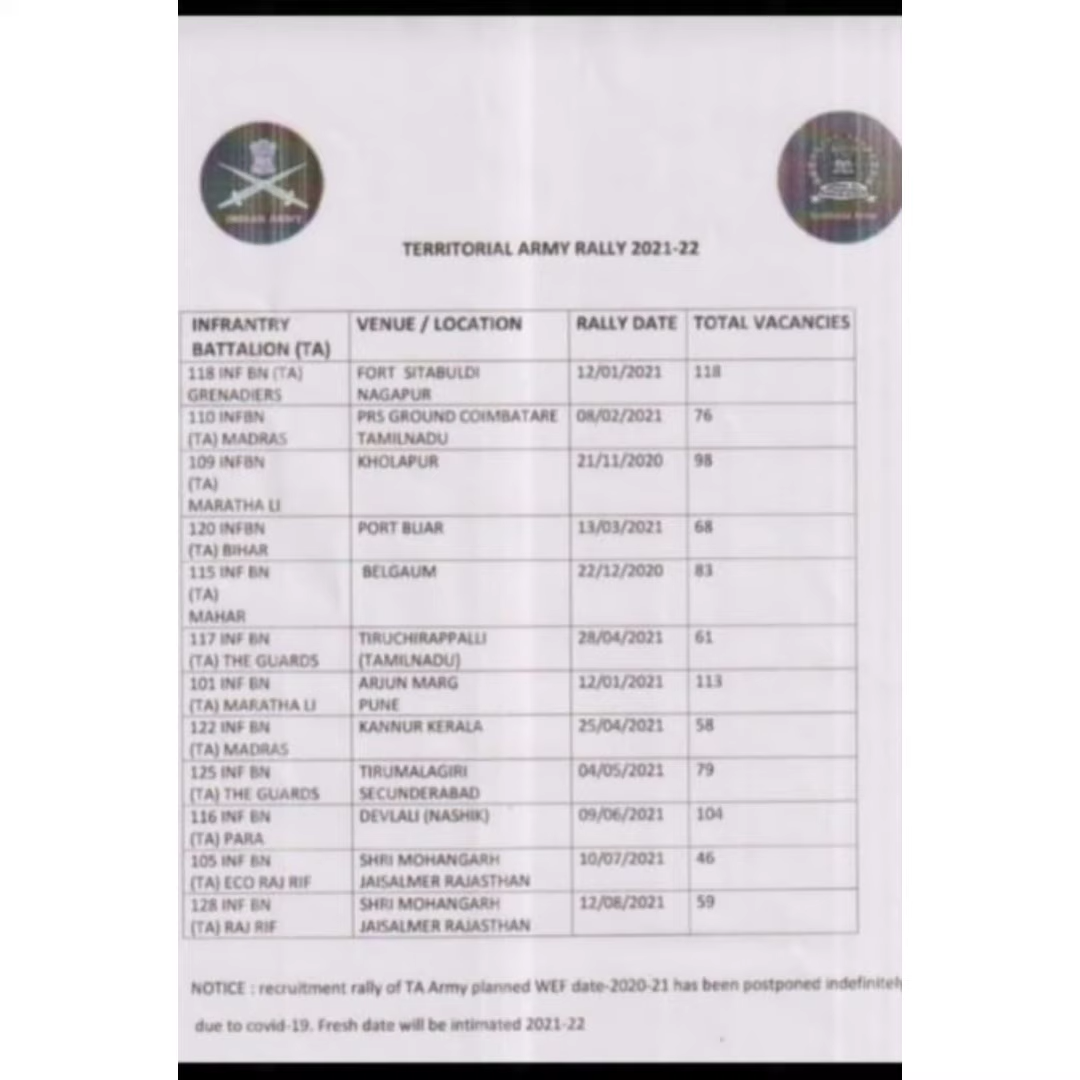 INDIAN ARMY
TERRITORIAL ARMY RALLY 2021-22
INFRANTRY BATTALION (TA) VENUE / LOCATION RALLY DATE TOTAL VACANCIES
118 INF BN (TA) FORT SITABULDI 12/01/2021 118
GRENADIERS NAGAPUR
110 INFBN PRS GROUND COIMBATARE 08/02/2021 76
(TA) MADRAS TAMILNADU
109 INFBN KHOLAPUR 21/11/2020 98
(TA)
MARATHA LI
120 INFBN PORT BLIAR 13/03/2021 68
(TA) BIHAR
115 INF BN BELGAUM 22/12/2020 83
(TA)
MAHAR
117 INF BN TIRUCHIRAPPALLI 28/04/2021 61
(TA) THE GUARDS (TAMILNADU)
101 INF BN ARJUN MARG 12/01/2021 113
(TA) MARATHA LI PUNE
122 INF BN KANNUR KERALA 25/04/2021 58
(TA) MADRAS
125 INF BN TIRUMALAGIRI 04/05/2021 79
(TA) THE GUARDS SECUNDERABAD
116 INF BN DEVLALI (NASHIK) 09/06/2021 104
(TA) PARA
105 INF BN SHRI MOHANGARH 10/07/2021 46
(TA) ECO RAJ RIF JAISALMER RAJASTHAN
128 INF BN SHRI MOHANGARH 12/08/2021 59
(TA) RAJ RIF JAISALMER RAJASTHAN
NOTICE : recruitment rally of TA Army planned WEF date-2020-21 has been postponed indefinitel
due to covid-19. Fresh date will be intimated 2021-22